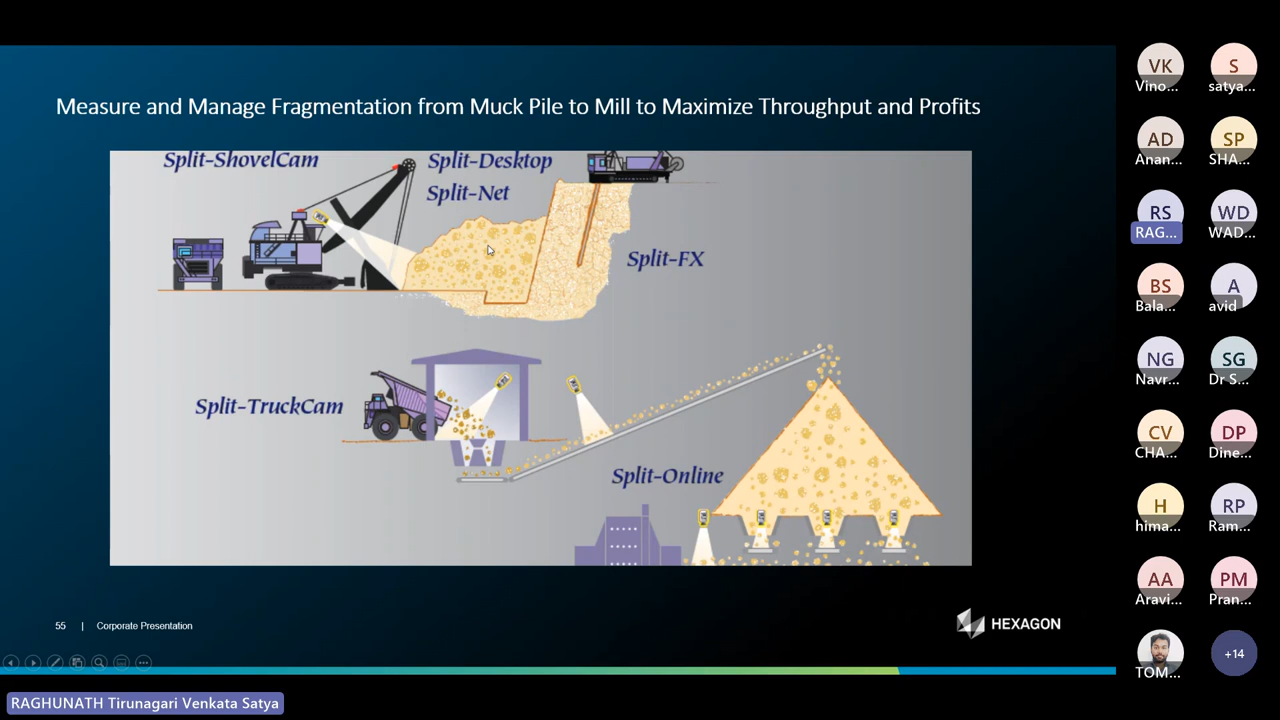 Measure and Manage Fragmentation from Muck Pile to Mill to Maximize Throughput and Profits
Split-ShovelCam
Split-Desktop
Split-Net
Split-FX
Split-TruckCam
Split-Online
55 | Corporate Presentation
HEXAGON
RAGHUNATH Tirunagari Venkata Satya
VK
Vino...
S
satya...
AD
Anan...
SP
SHA...
RS
RAG...
WD
WAD...
BS
Bala...
A
avid
NG
Navr...
SG
Dr S...
CV
CHA...
DP
Dine...
H
hima...
RP
Ram...
AA
Aravi...
PM
Pran...
TOM...
+14